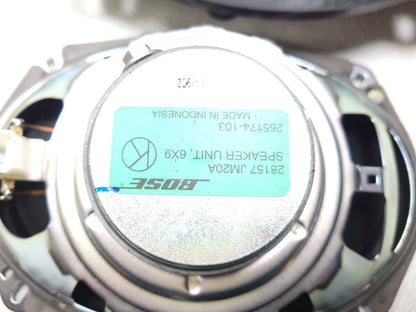 BOSE
28157 JM20A
SPEAKER UNIT, 6X9
K
265174-103
MADE IN INDONESIA